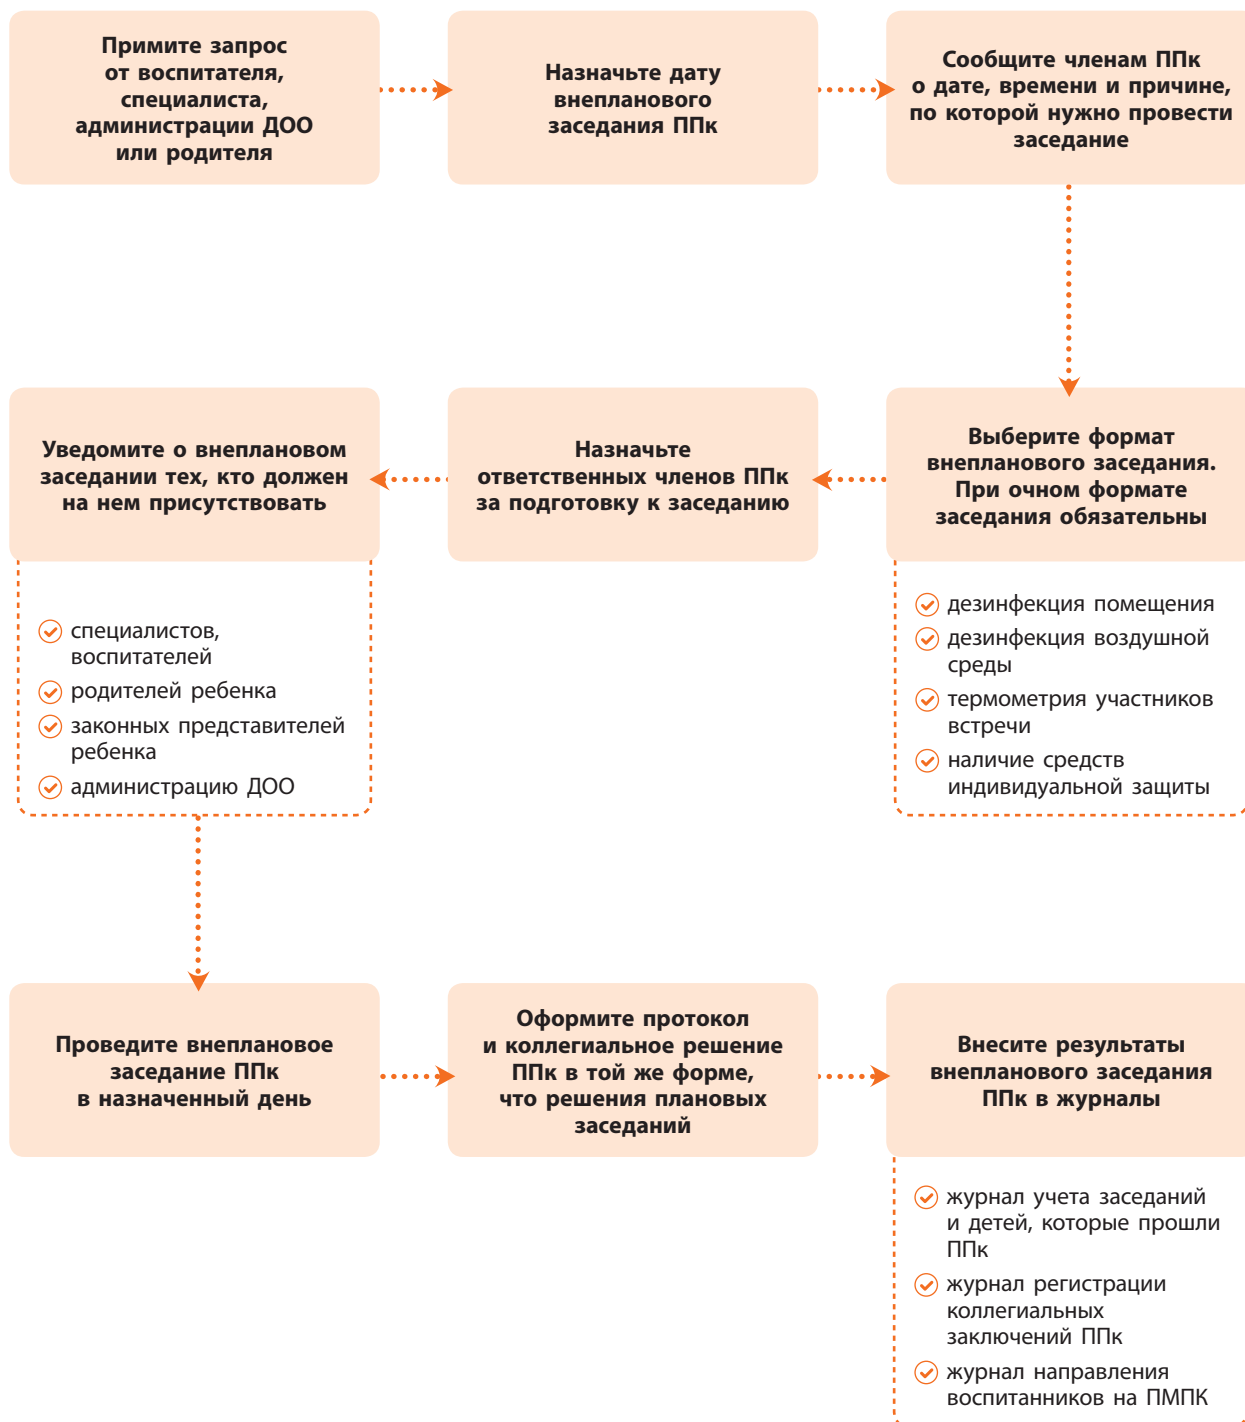 Примите запрос
от воспитателя,
специалиста,
администрации ДОО
или родителя
Назначьте дату
внепланового
заседания ППк
Сообщите членам ППк
о дате, времени и причине,
по которой нужно провести
заседание
Выберите формат
внепланового заседания.
При очном формате
заседания обязательны
дезинфекция помещения
дезинфекция воздушной
среды
термометрия участников
встречи
наличие средств
индивидуальной защиты
Назначьте
ответственных членов ППк
за подготовку к заседанию
Уведомите о внеплановом
заседании тех, кто должен
на нем присутствовать
специалистов,
воспитателей
родителей ребенка
законных представителей
ребенка
администрацию ДОО
Проведите внеплановое
заседание ППк
в назначенный день
Оформите протокол
и коллегиальное решение
ППк в той же форме,
что решения плановых
заседаний
Внесите результаты
внепланового заседания
ППк в журналы
журнал учета заседаний
и детей, которые прошли
ППк
журнал регистрации
коллегиальных
заключений ППк
журнал направления
воспитанников на ПМПК